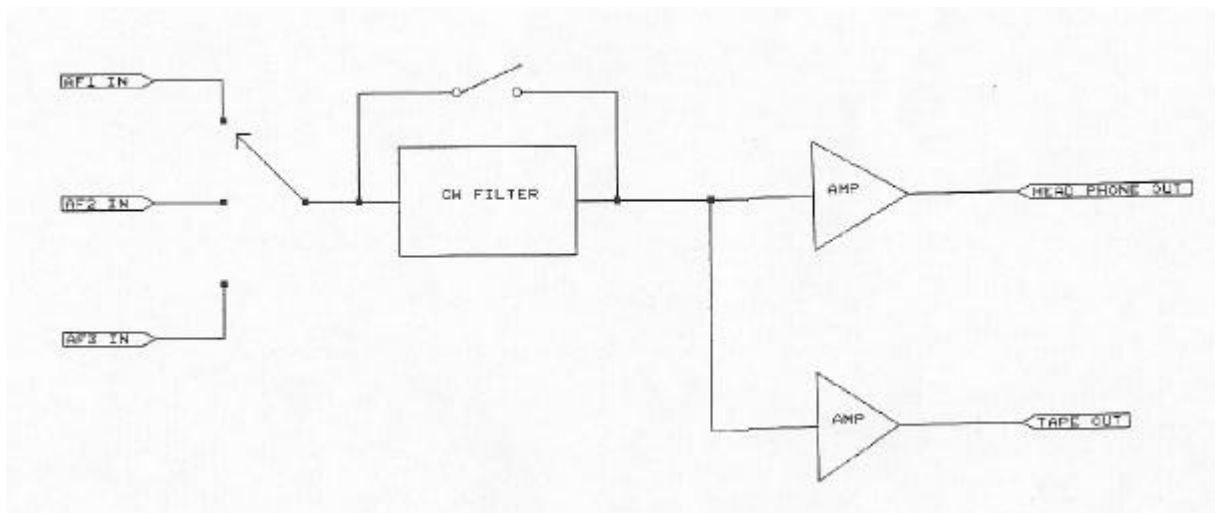 AF1 IN
CW FILTER
AMP
HEAD PHONE OUT
AF2 IN
AF3 IN
AMP
TAPE OUT